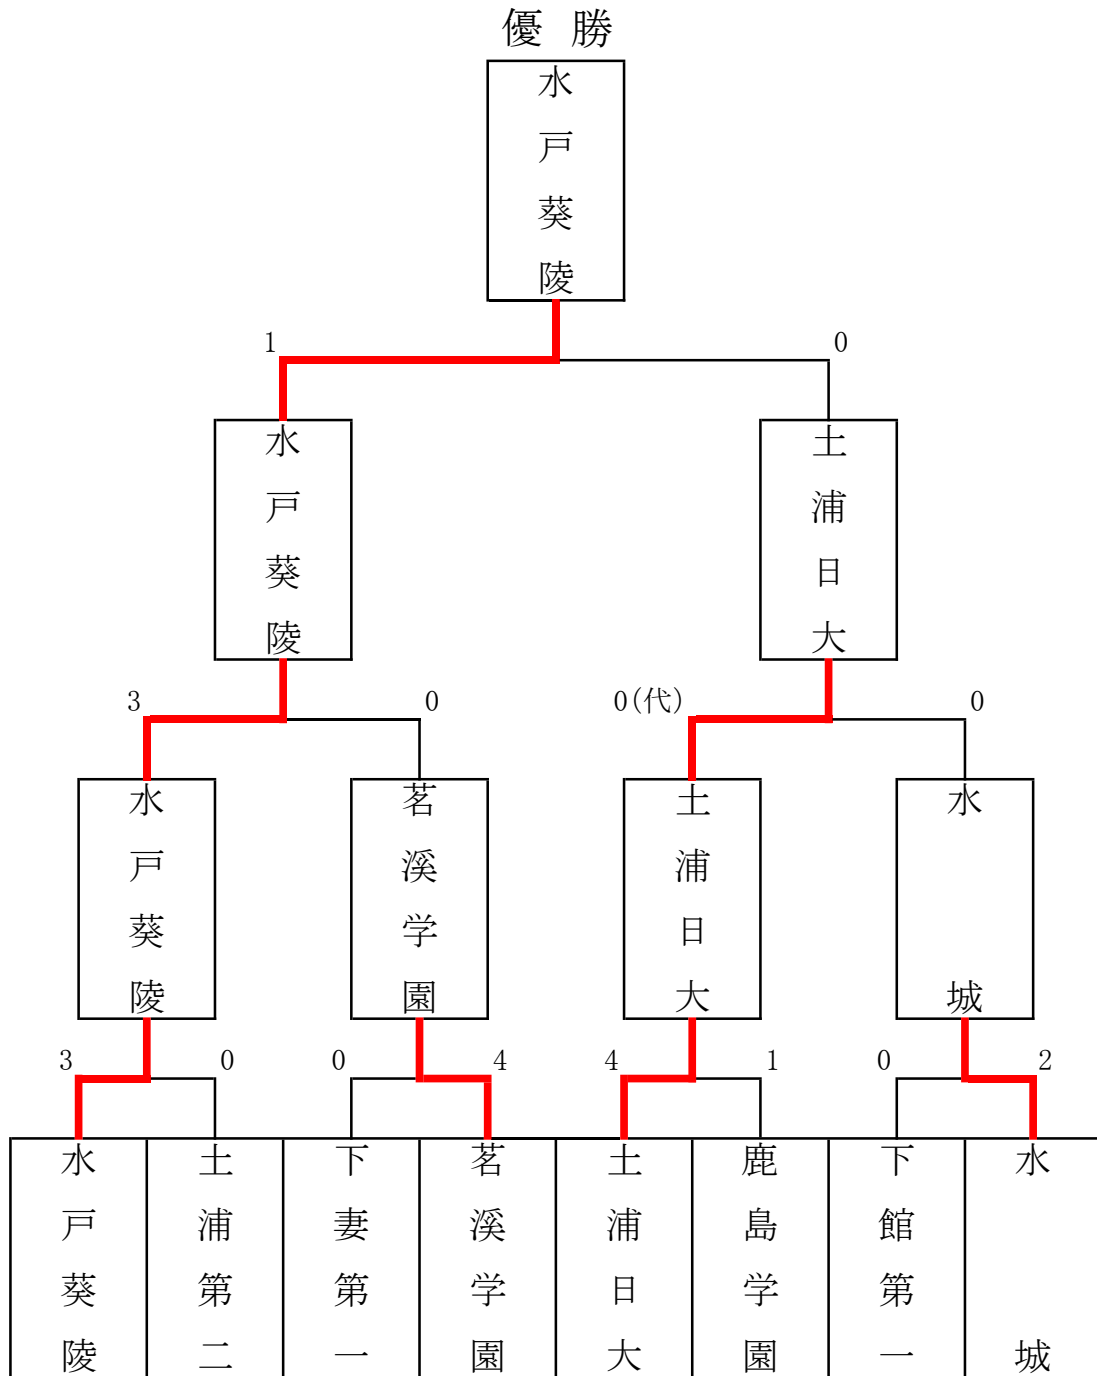 優勝
水戸葵陵
1
0
水戸葵陵
土浦日大
3
0
0(代)
0
水戸葵陵
茗溪学園
土浦日大
水城
3
0
0
4
4
1
0
2
水戸葵陵
土浦第二
下妻第一
茗溪学園
土浦日大
鹿島学園
下館第一
水城